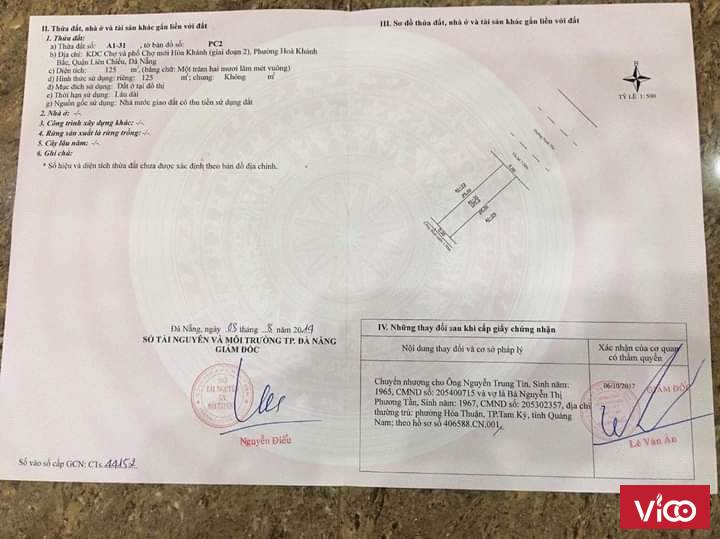 II. Thửa đất, nhà ở và tài sản khác gắn liền với đất
1. Thửa đất:
a) Thửa đất số: A1-31 , tờ bản đồ số: PC2
b) Địa chỉ: KDC Chợ và phố Chợ mới Hòa Khánh (giai đoạn 2), Phường Hoà Khánh
Bắc, Quận Liên Chiểu, Đà Nẵng
c) Diện tích: 125 m², (bằng chữ: Một trăm hai mươi lăm mét vuông)
d) Hình thức sử dụng: riêng: 125 m²; chung: Không m²
đ) Mục đích sử dụng: Đất ở tại đô thị
e) Thời hạn sử dụng: Lâu dài
g) Nguồn gốc sử dụng: Nhà nước giao đất có thu tiền sử dụng đất
2. Nhà ở: -/-
3. Công trình xây dựng khác: -/-
4. Rừng sản xuất là rừng trồng: -/-
5. Cây lâu năm: -/-
6. Ghi chú:
* Số hiệu và diện tích thửa đất chưa được xác định theo bản đồ địa chính.
Đà Nẵng, ngày 05 tháng 8 năm 20
SỞ TÀI NGUYÊN VÀ MÔI TRƯỜNG TP. ĐÀ NẴNG
GIÁM ĐỐC
Nguyễn Điểu
Số vào sổ cấp GCN: CTs
III. Sơ đồ thửa đất, nhà ở và tài sản khác gắn liền với đất
TỶ LỆ 1: 500
IV. Những thay đổi sau khi cấp giấy chứng nhận
Nội dung thay đổi và cơ sở pháp lý
Xác nhận của cơ quan
có thẩm quyền
Chuyển nhượng cho Ông Nguyễn Trung Tin, Sinh năm:
1965, CMND số: 205400715 và vợ là Bà Nguyễn Thị
Phương Tần, Sinh năm: 1967, CMND số: 205302357, địa chỉ
thường trú: phường Hòa Thuận, TP.Tam Kỳ, tỉnh Quảng
Nam; theo hồ sơ số 406588.CN.001.
06/10/2017
GIÁM ĐỐC
Lê Văn Ân
VICO